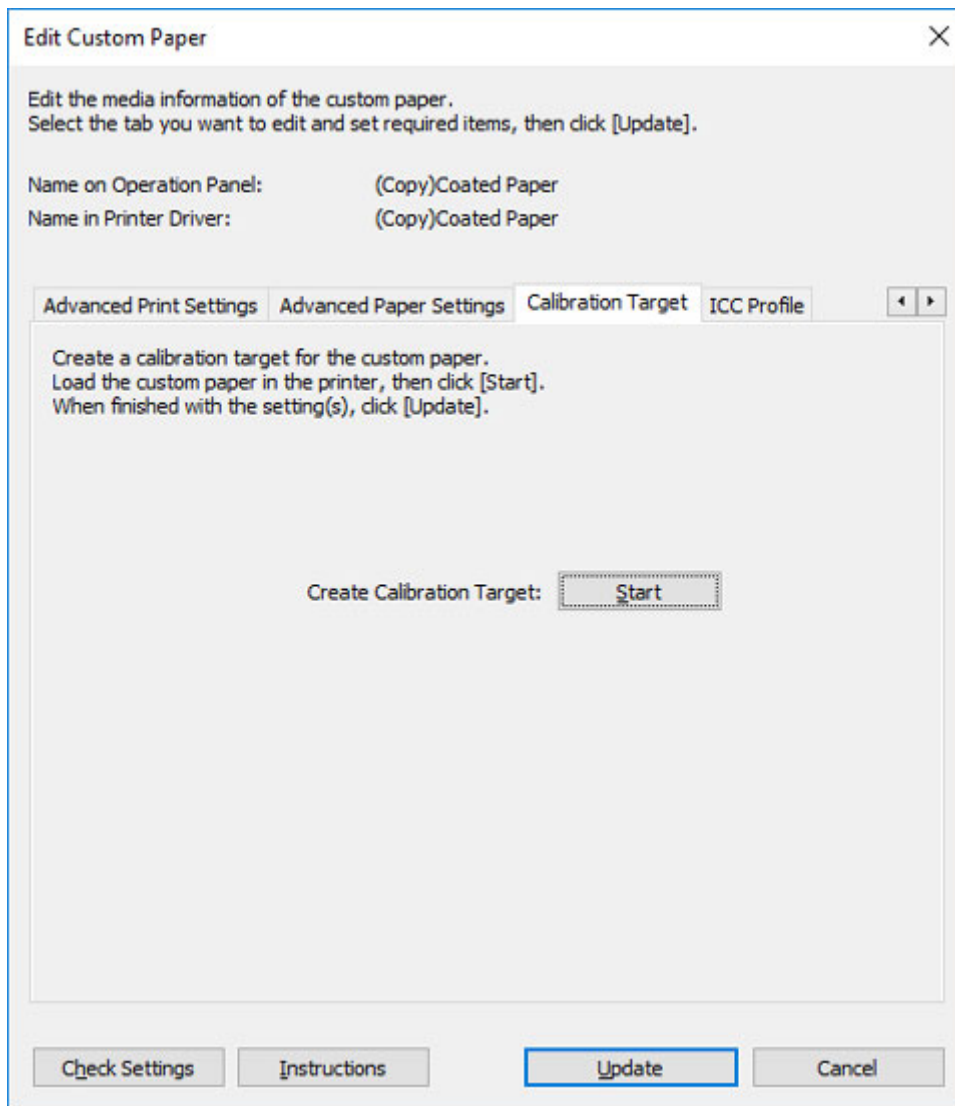 Edit Custom Paper
Edit the media information of the custom paper.
Select the tab you want to edit and set required items, then click [Update].
Name on Operation Panel: (Copy)Coated Paper
Name in Printer Driver: (Copy)Coated Paper
Advanced Print Settings Advanced Paper Settings Calibration Target ICC Profile
Create a calibration target for the custom paper.
Load the custom paper in the printer, then click [Start].
When finished with the setting(s), click [Update].
Create Calibration Target: Start
Check Settings Instructions Update Cancel